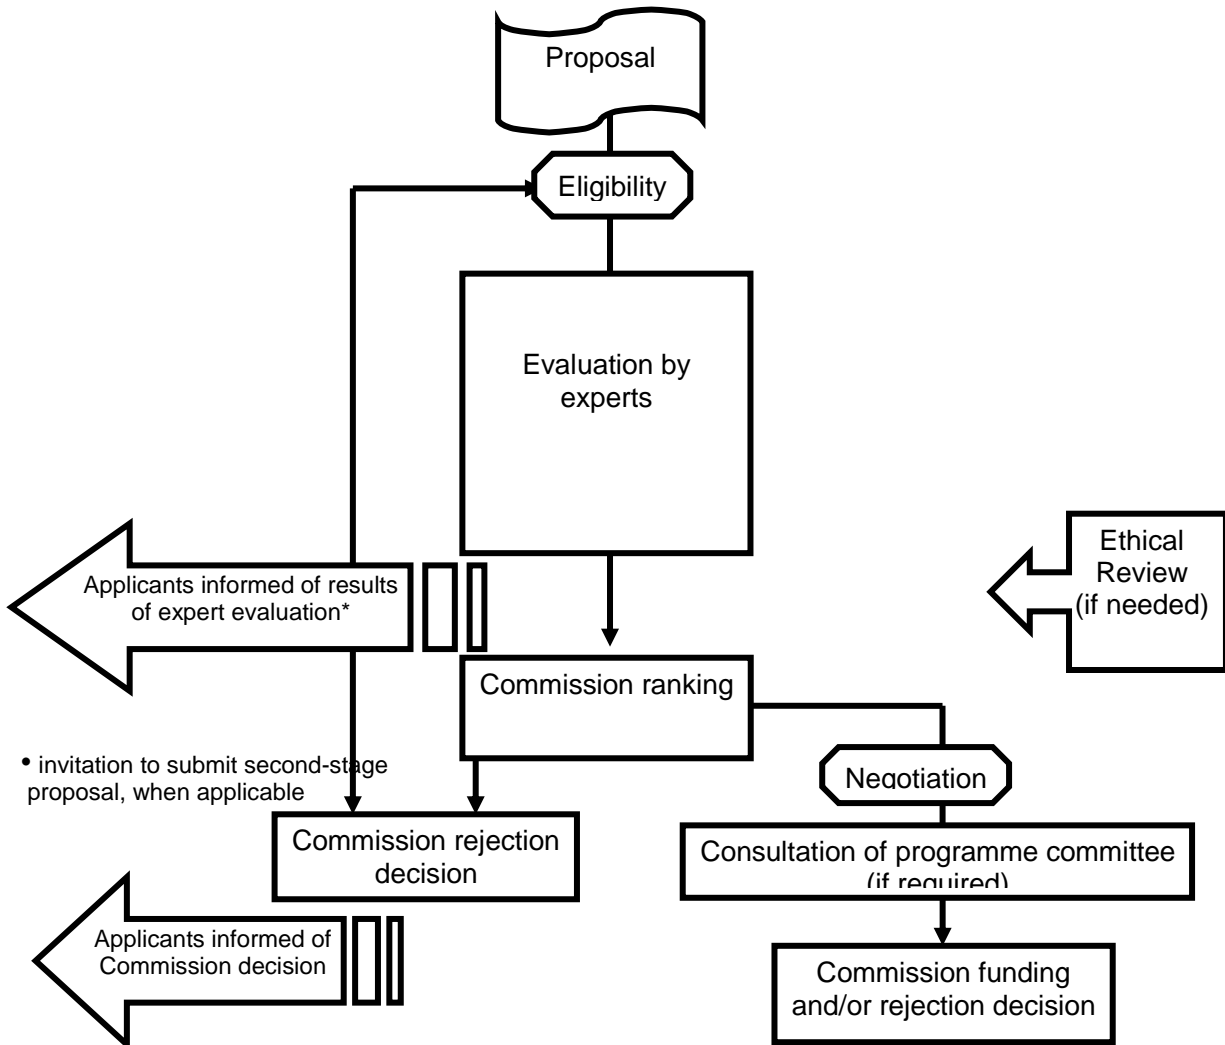 Proposal
Eligibility
Evaluation by
experts
Ethical
Review
(if needed)
Applicants informed of results
of expert evaluation*
Commission ranking
• invitation to submit second-stage
proposal, when applicable
Negotiation
Commission rejection
decision
Consultation of programme committee
(if required)
Applicants informed of
Commission decision
Commission funding
and/or rejection decision